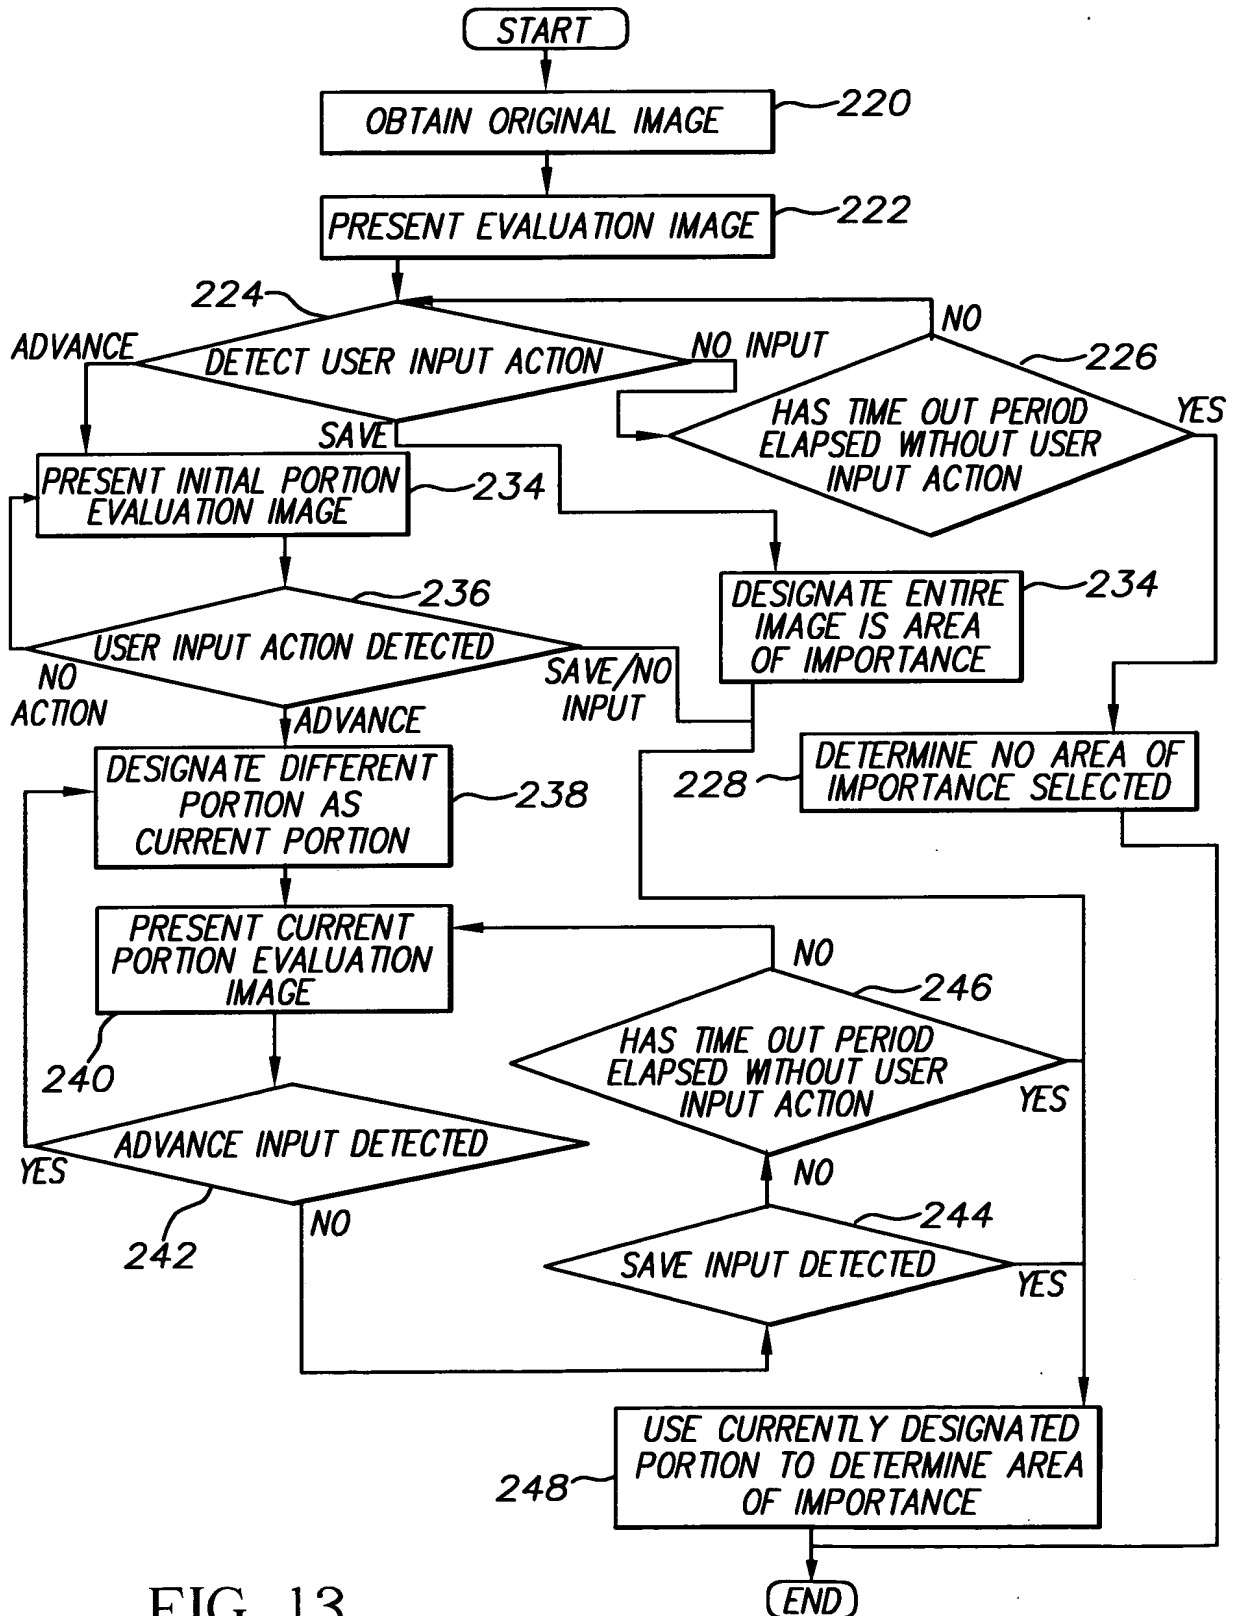 START
OBTAIN ORIGINAL IMAGE
220
PRESENT EVALUATION IMAGE
222
224
DETECT USER INPUT ACTION
ADVANCE
NO INPUT
SAVE
NO
226
HAS TIME OUT PERIOD
ELAPSED WITHOUT USER
INPUT ACTION
YES
PRESENT INITIAL PORTION
EVALUATION IMAGE
234
DESIGNATE ENTIRE
IMAGE IS AREA
OF IMPORTANCE
234
236
USER INPUT ACTION DETECTED
NO
ACTION
SAVE/NO
INPUT
ADVANCE
DETERMINE NO AREA OF
IMPORTANCE SELECTED
228
DESIGNATE DIFFERENT
PORTION AS
CURRENT PORTION
238
PRESENT CURRENT
PORTION EVALUATION
IMAGE
240
NO
246
HAS TIME OUT PERIOD
ELAPSED WITHOUT USER
INPUT ACTION
YES
ADVANCE INPUT DETECTED
YES
242
NO
NO
244
SAVE INPUT DETECTED
YES
USE CURRENTLY DESIGNATED
PORTION TO DETERMINE AREA
OF IMPORTANCE
248
END
FIG. 13